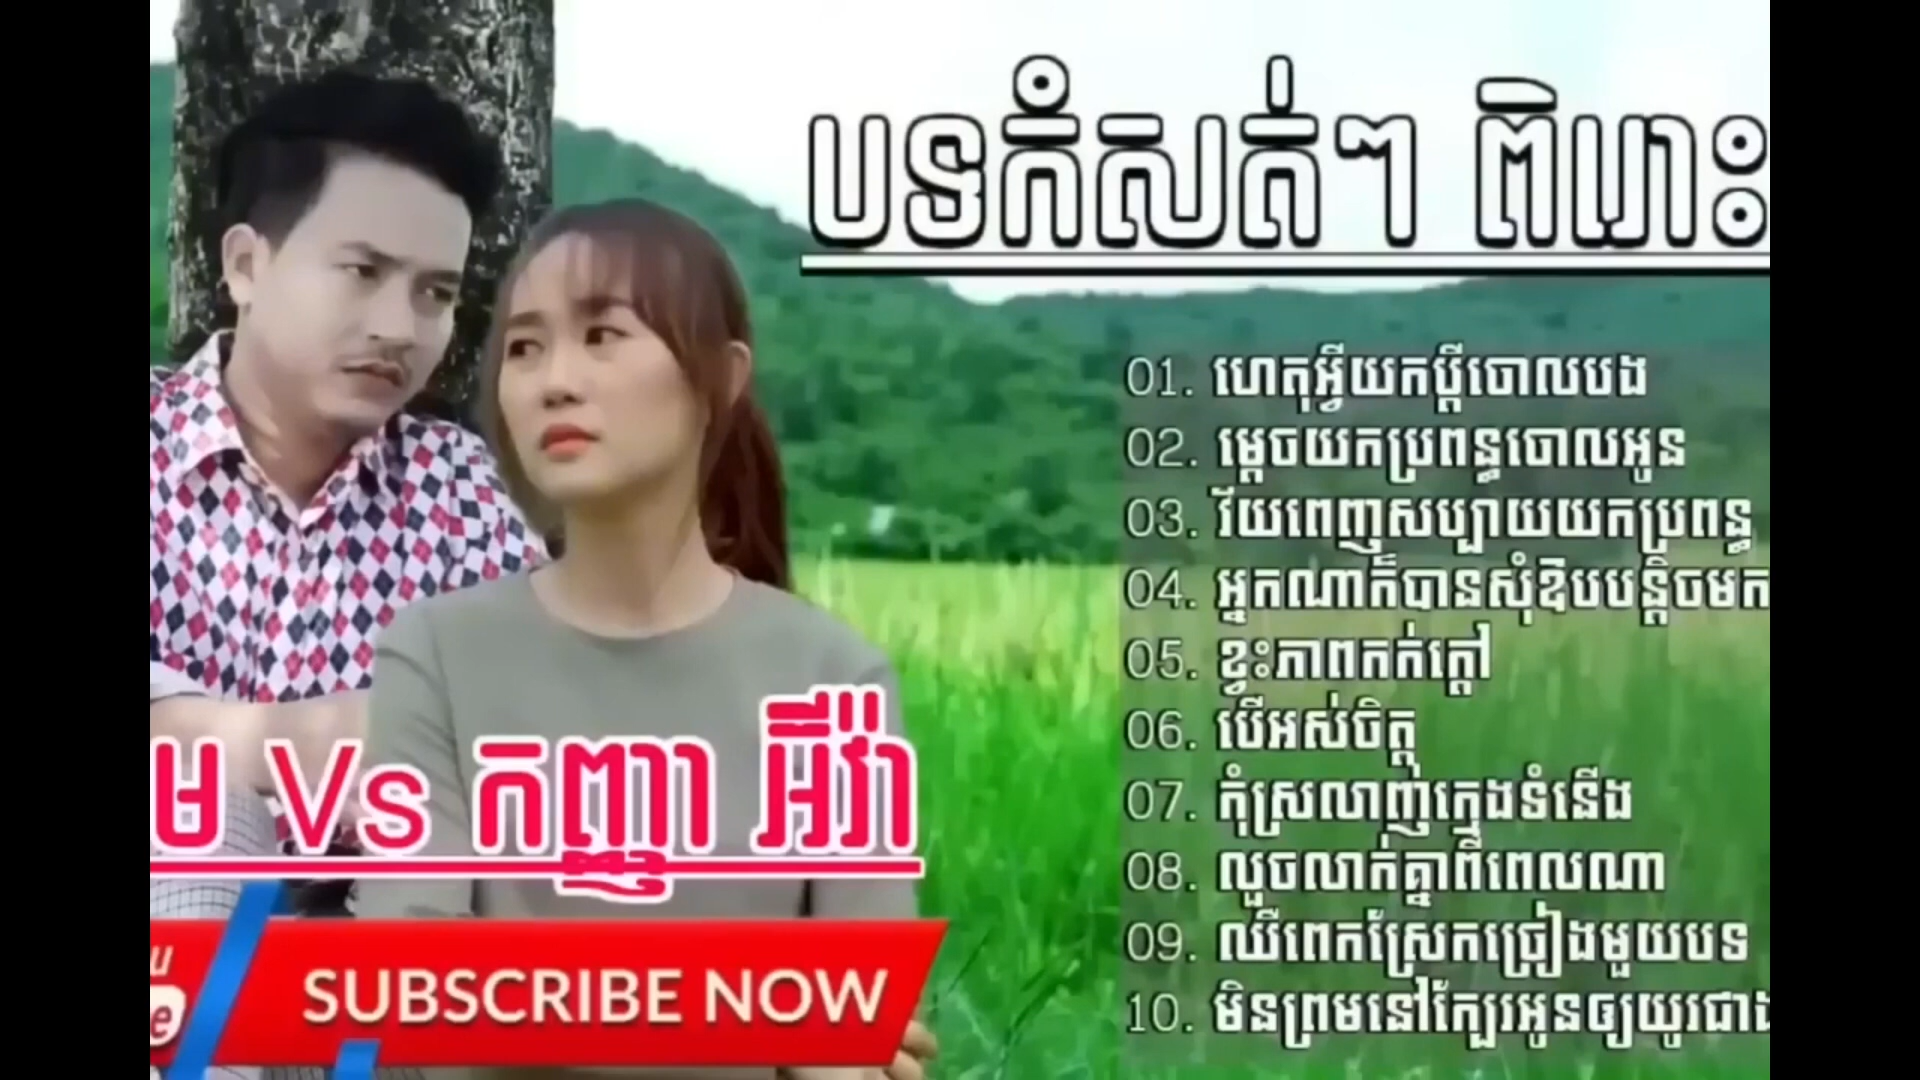 បទកំសត់ៗ ពិរោះ
01. ហេតុអ្វីយកប្ដីចោលបង
02. ម្ដេចយកប្រពន្ធចោលអូន
03. វ័យពេញសប្បាយយកប្រពន្ធ
04. អ្នកណាក៏បានសុំឱបបន្តិចមក
05. ខ្វះភាពកក់ក្ដៅ
06. បើអស់ចិត្ត
07. កុំស្រលាញ់ក្មេងទំនើង
08. លួចលាក់គ្នាពីពេលណា
09. ឈឺពេកស្រែកច្រៀងមួយបទ
10. មិនព្រមនៅក្បែរអូនឲ្យយូរជាង
ម Vs កញ្ញា អ៊ីវ៉ា
SUBSCRIBE NOW